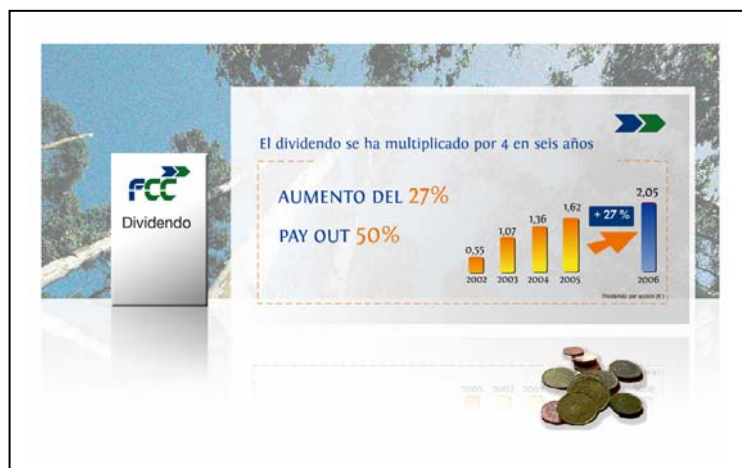 El dividendo se ha multiplicado por 4 en seis años
FCC
Dividendo
AUMENTO DEL 27%
PAY OUT 50%
0,55
1,07
1,36
1,62
+ 27 %
2,05
2002
2003
2004
2005
2006
Dividendo por acción (€)